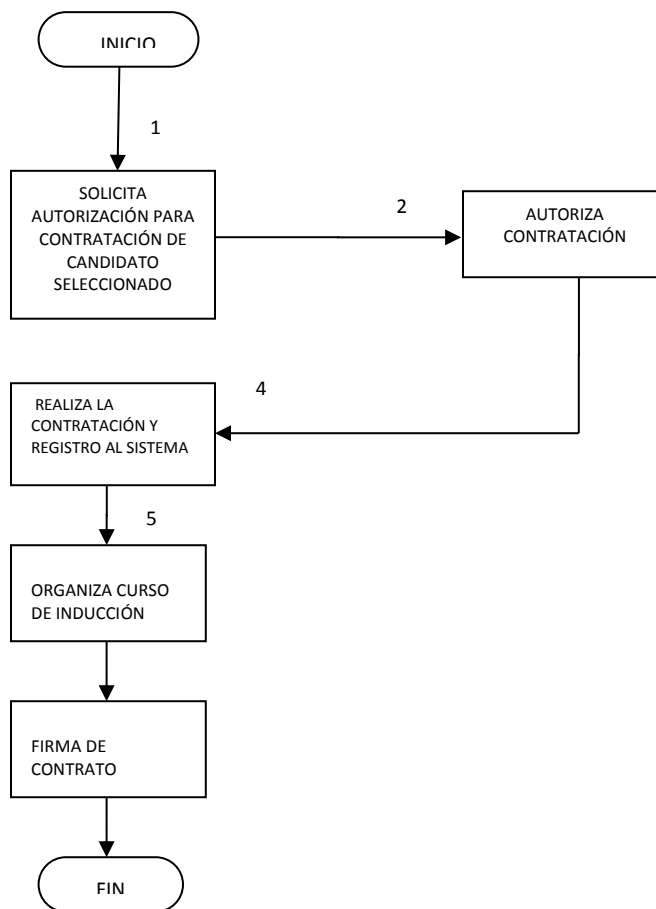 INICIO
1
SOLICITA
AUTORIZACIÓN PARA
CONTRATACIÓN DE
CANDIDATO
SELECCIONADO
2
AUTORIZA
CONTRATACIÓN
4
REALIZA LA
CONTRATACIÓN Y
REGISTRO AL SISTEMA
5
ORGANIZA CURSO
DE INDUCCIÓN
FIRMA DE
CONTRATO
FIN